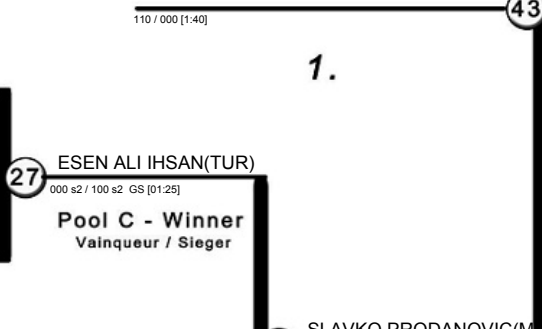 43
110 / 000 [1:40]
1.
ESEN ALI IHSAN(TUR)
27
000 s2 / 100 s2 GS [01:25]
Pool C - Winner
Vainqueur / Sieger
SLAVKO PRODANOVIC(M